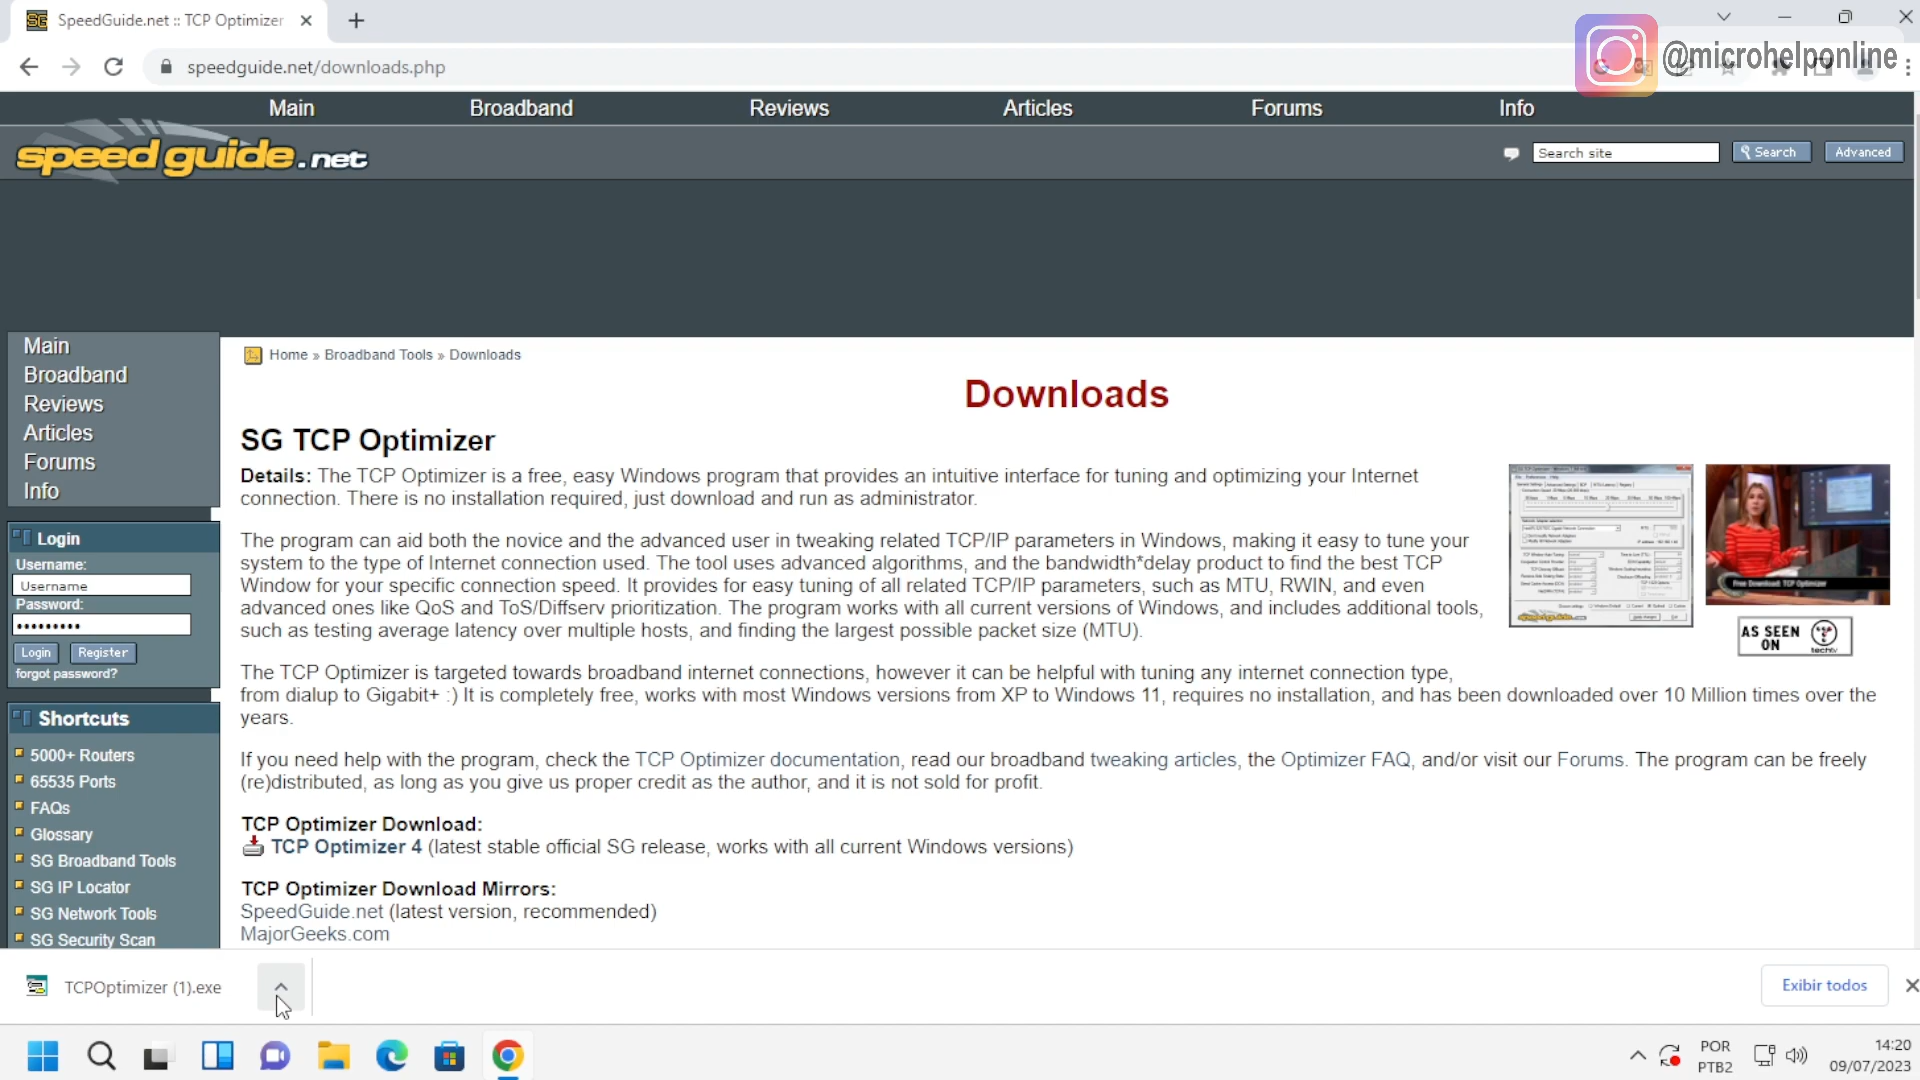 SpeedGuide.net :: TCP Optimizer
@microhelponline
speedguide.net/downloads.php
Main Broadband Reviews Articles Forums Info
speedguide.net
Search site Search Advanced
Main
Broadband
Reviews
Articles
Forums
Info
Login
Username:
Username
Password:
Login Register
forgot password?
Shortcuts
5000+ Routers
65535 Ports
FAQs
Glossary
SG Broadband Tools
SG IP Locator
SG Network Tools
SG Security Scan
Home » Broadband Tools » Downloads
Downloads
SG TCP Optimizer
Details: The TCP Optimizer is a free, easy Windows program that provides an intuitive interface for tuning and optimizing your Internet
connection. There is no installation required, just download and run as administrator.
The program can aid both the novice and the advanced user in tweaking related TCP/IP parameters in Windows, making it easy to tune your
system to the type of Internet connection used. The tool uses advanced algorithms, and the bandwidth*delay product to find the best TCP
Window for your specific connection speed. It provides for easy tuning of all related TCP/IP parameters, such as MTU, RWIN, and even
advanced ones like QoS and ToS/Diffserv prioritization. The program works with all current versions of Windows, and includes additional tools,
such as testing average latency over multiple hosts, and finding the largest possible packet size (MTU).
Free Download: TCP Optimizer
AS SEEN
ON
techtv
The TCP Optimizer is targeted towards broadband internet connections, however it can be helpful with tuning any internet connection type,
from dialup to Gigabit+ :) It is completely free, works with most Windows versions from XP to Windows 11, requires no installation, and has been downloaded over 10 Million times over the
years.
If you need help with the program, check the TCP Optimizer documentation, read our broadband tweaking articles, the Optimizer FAQ, and/or visit our Forums. The program can be freely
(re)distributed, as long as you give us proper credit as the author, and it is not sold for profit.
TCP Optimizer Download:
TCP Optimizer 4 (latest stable official SG release, works with all current Windows versions)
TCP Optimizer Download Mirrors:
SpeedGuide.net (latest version, recommended)
MajorGeeks.com
TCPOptimizer (1).exe
Exibir todos
POR
PTB2
14:20
09/07/2023